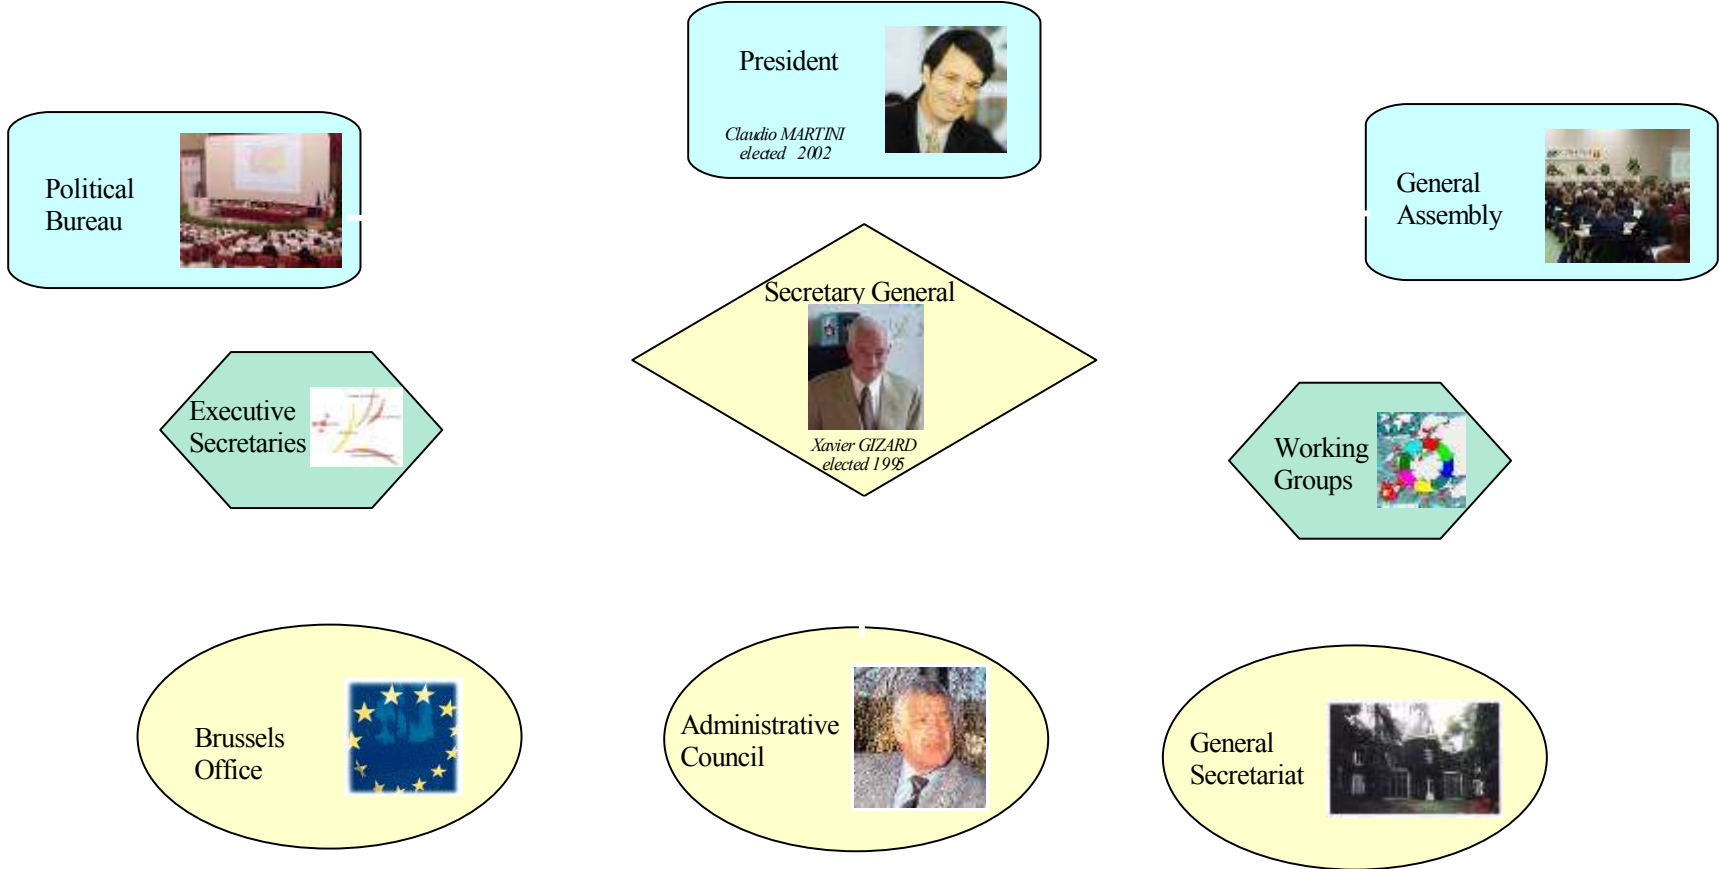 President
Claudio MARTINI
elected 2002
Political
Bureau
General
Assembly
Secretary General
Xavier GIZARD
elected 1995
Executive
Secretaries
Working
Groups
Brussels
Office
Administrative
Council
General
Secretariat